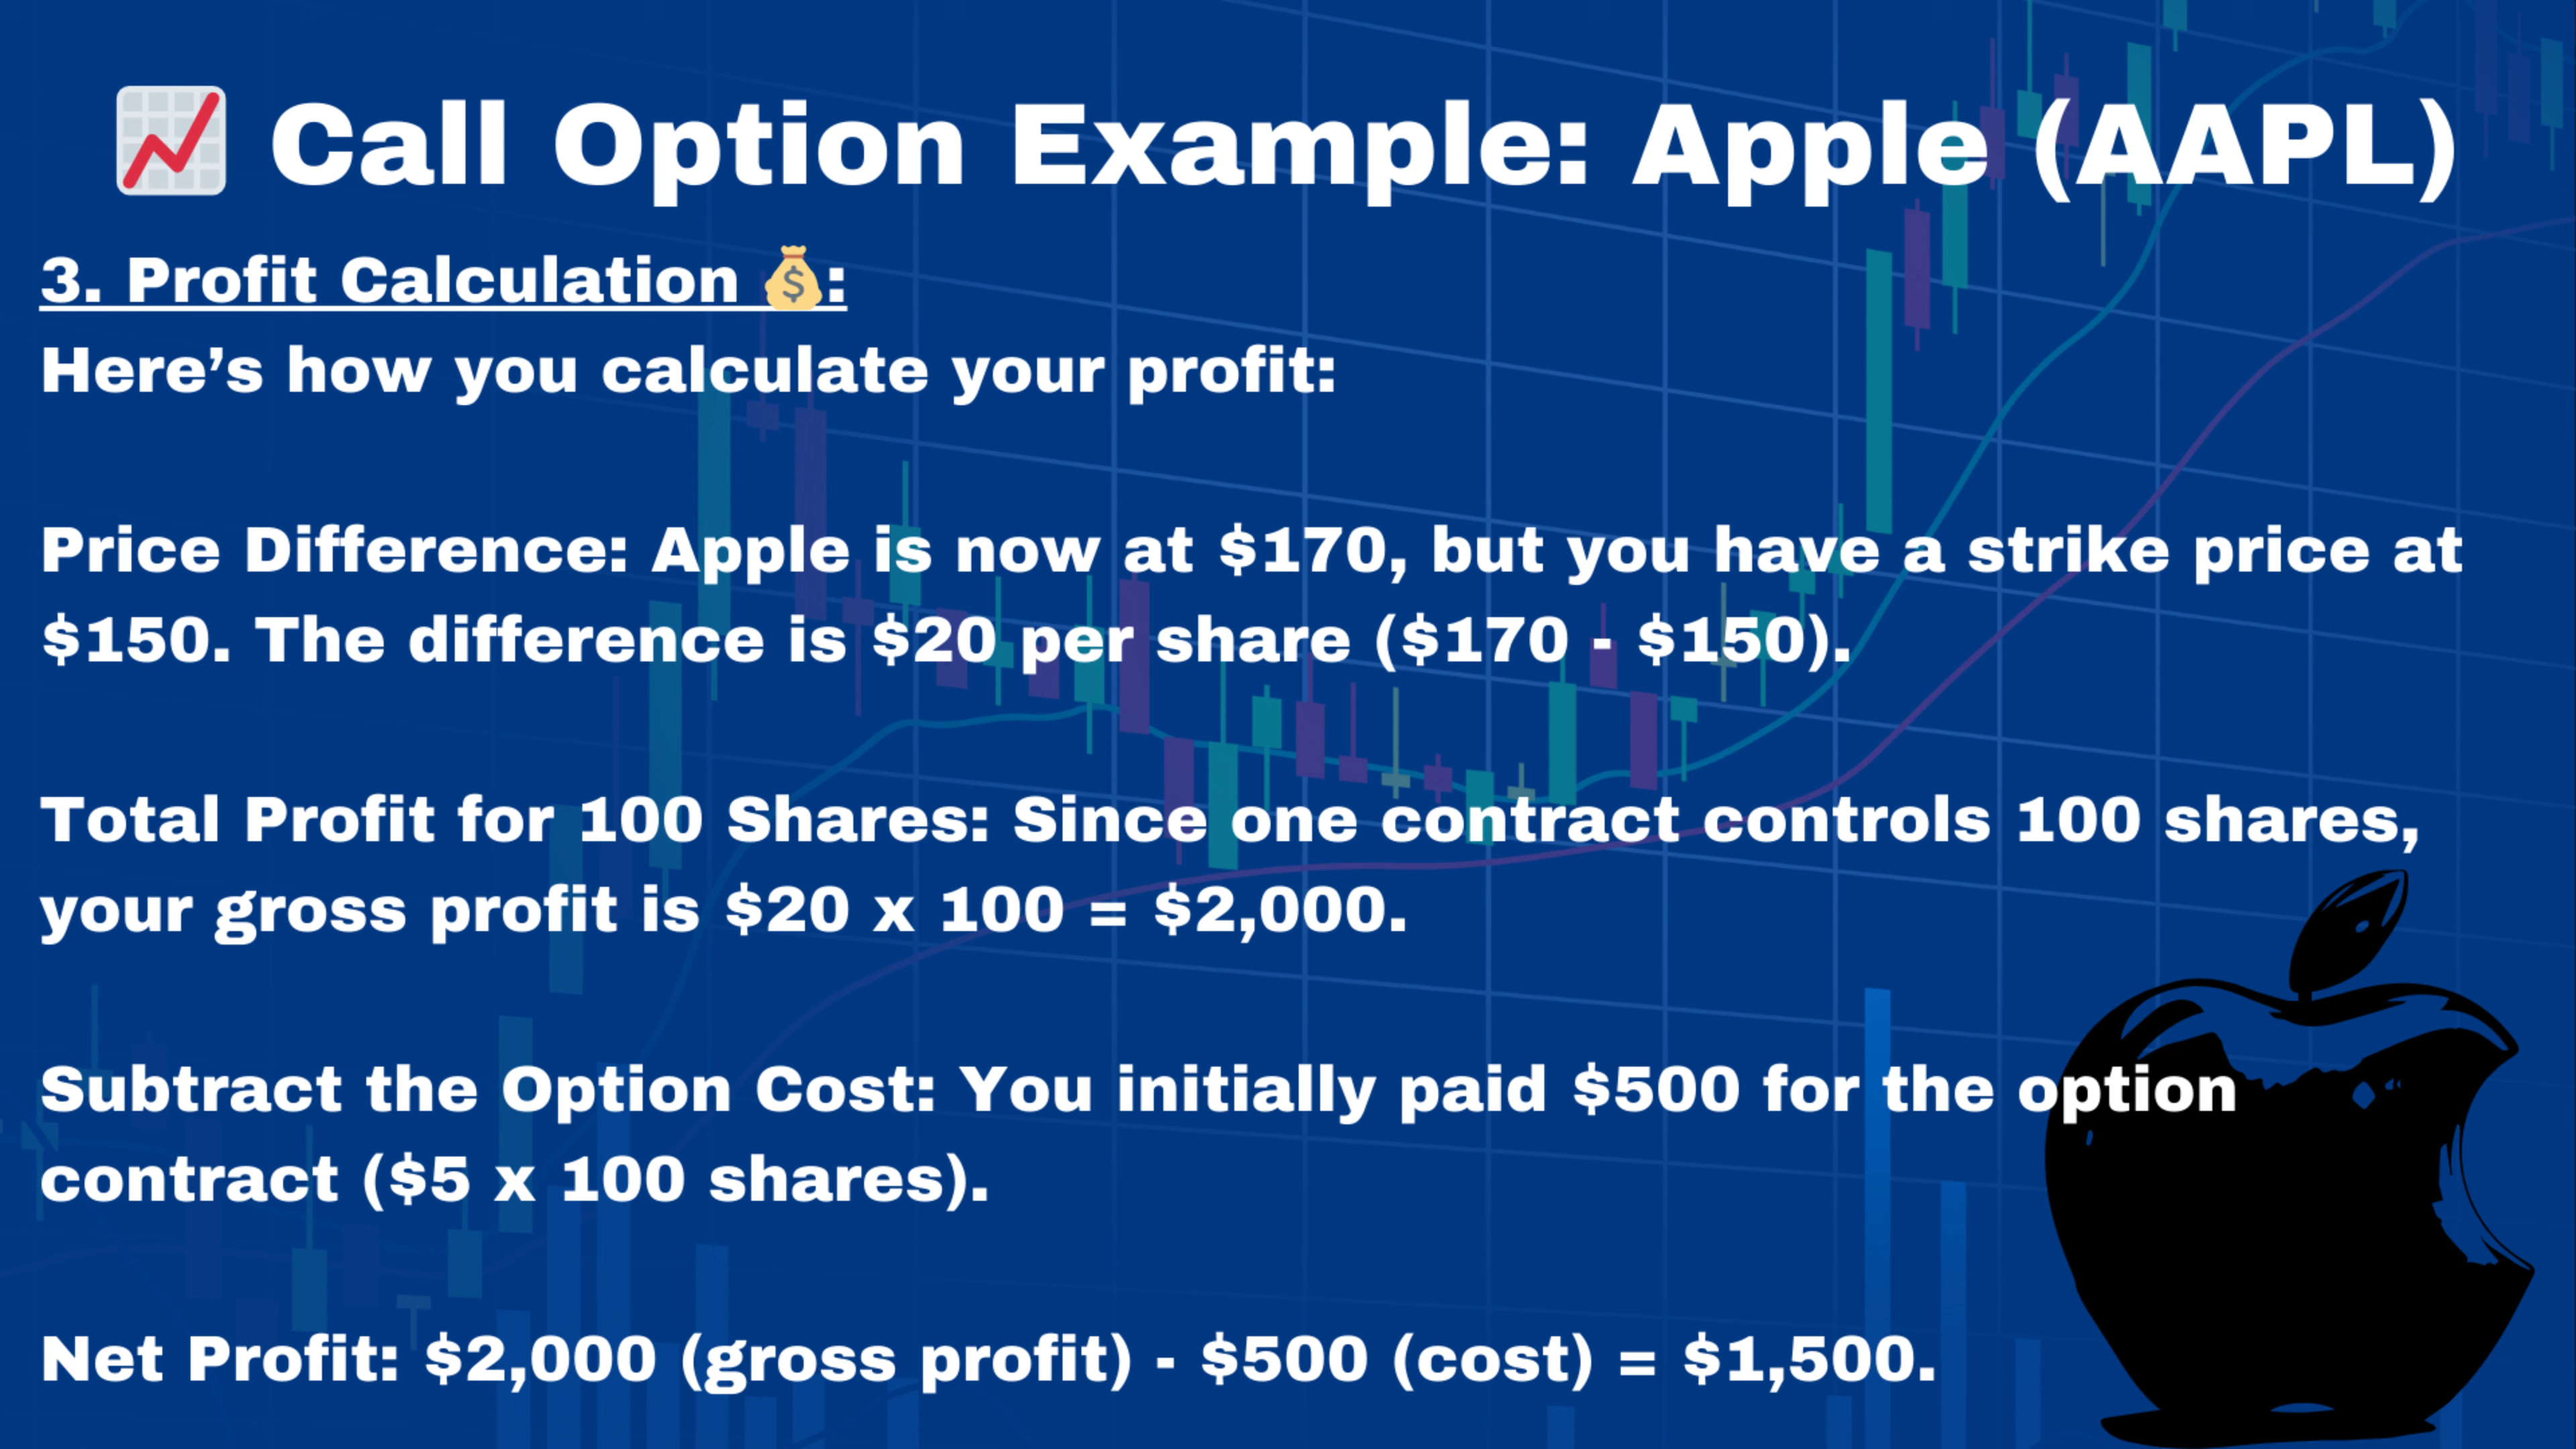 📈 Call Option Example: Apple (AAPL)
3. Profit Calculation 💰:
Here’s how you calculate your profit:
Price Difference: Apple is now at $170, but you have a strike price at
$150. The difference is $20 per share ($170 - $150).
Total Profit for 100 Shares: Since one contract controls 100 shares,
your gross profit is $20 x 100 = $2,000.
Subtract the Option Cost: You initially paid $500 for the option
contract ($5 x 100 shares).
Net Profit: $2,000 (gross profit) - $500 (cost) = $1,500.